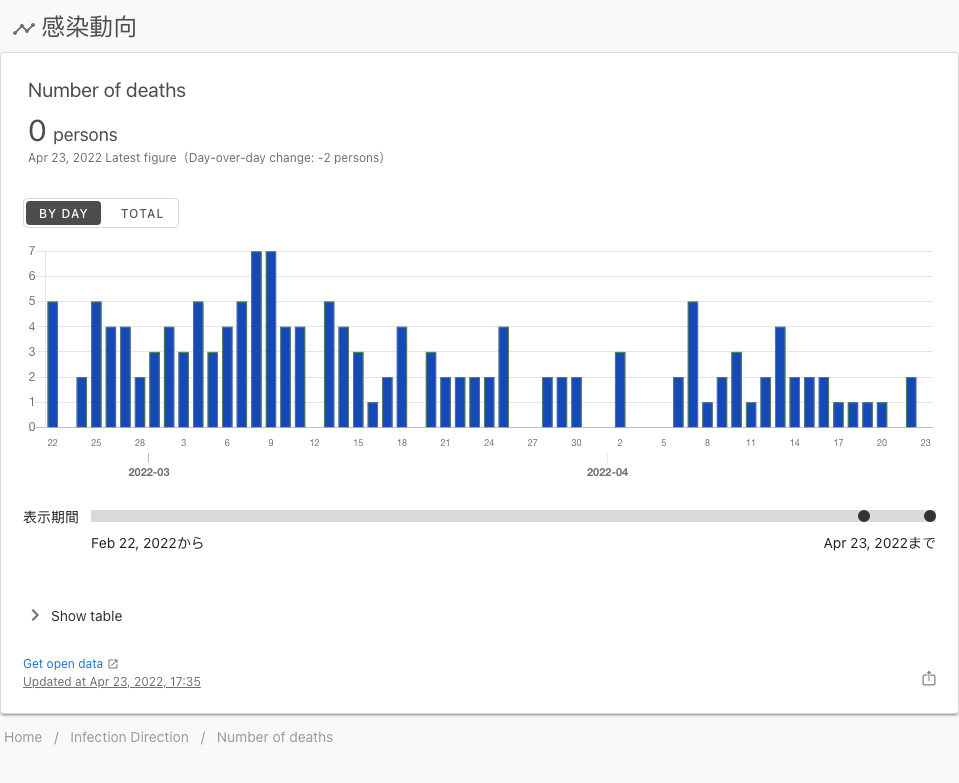 感染動向
Number of deaths
0 persons
Apr 23, 2022 Latest figure (Day-over-day change: -2 persons)
BY DAY TOTAL
7
6
5
4
3
2
1
0
22 25 28 3 6 9 12 15 18 21 24 27 30 2 5 8 11 14 17 20 23
2022-03 2022-04
表示期間
Feb 22, 2022から Apr 23, 2022まで
Show table
Get open data
Updated at Apr 23, 2022, 17:35
Home / Infection Direction / Number of deaths